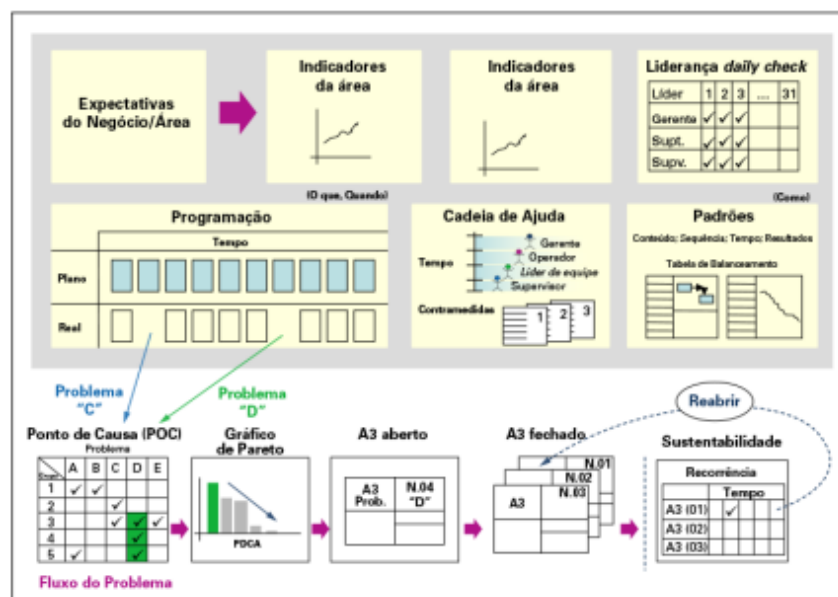 Expectativas
do Negócio/Área
Indicadores
da área
Indicadores
da área
Liderança daily check
Líder 1 2 3 ... 31
Gerente
Supt.
Supv.
(O que, Quando)
(Como)
Programação
Tempo
Plano
Real
Cadeia de Ajuda
Tempo
Gerente
Operador
Líder de equipe
Supervisor
Contramedidas
1 2 3
Padrões
Conteúdo; Sequência; Tempo; Resultados
Tabela de Balanceamento
Problema
"C"
Problema
"D"
Reabrir
Ponto de Causa (POC)
Problema
A B C D E
1
2
3
4
5
Gráfico
de Pareto
PDCA
A3 aberto
A3
Prob.
N.04
"D"
A3 fechado
N.01
N.02
N.03
A3
Sustentabilidade
Recorrência
Tempo
A3 (01)
A3 (02)
A3 (03)
Fluxo do Problema